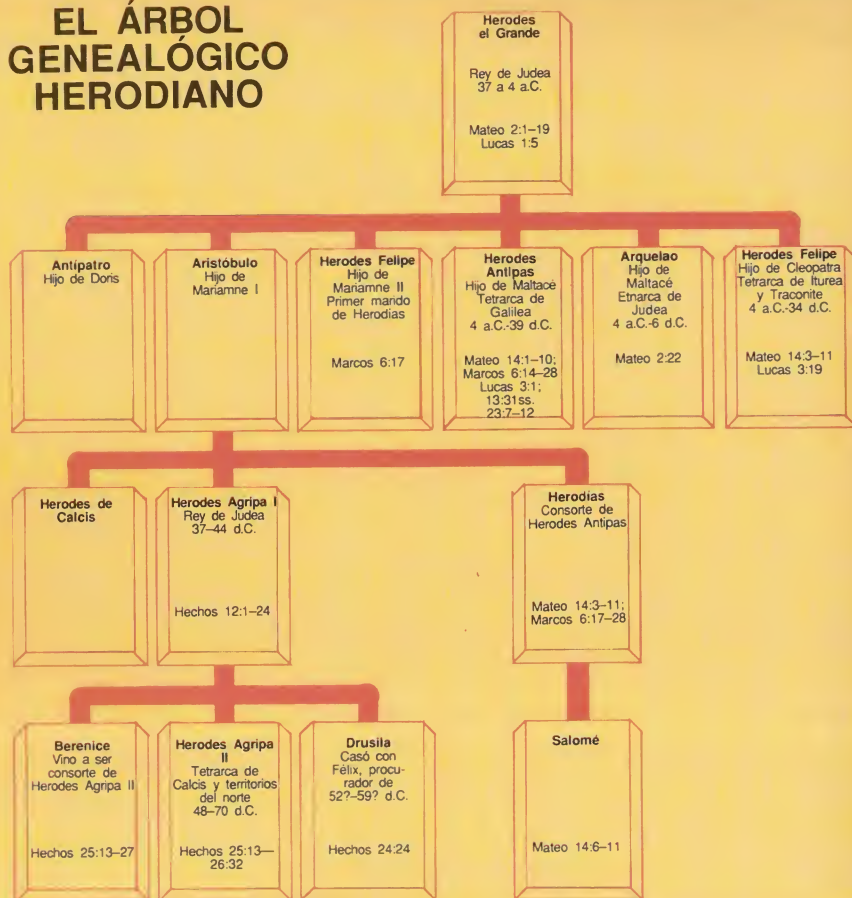 EL ÁRBOL
GENEALÓGICO
HERODIANO
Herodes
el Grande
Rey de Judea
37 a 4 a.C.
Mateo 2:1–19
Lucas 1:5
Antípatro
Hijo de Doris
Aristóbulo
Hijo de
Mariamne I
Herodes Felipe
Hijo de
Mariamne II
Primer marido
de Herodías
Marcos 6:17
Herodes
Antipas
Hijo de Maltacé
Tetrarca de
Galilea
4 a.C.-39 d.C.
Mateo 14:1–10;
Marcos 6:14–28
Lucas 3:1;
13:31ss.
23:7–12
Arquelao
Hijo de
Maltacé
Etnarca de
Judea
4 a.C.-6 d.C.
Mateo 2:22
Herodes Felipe
Hijo de Cleopatra
Tetrarca de Iturea
y Traconite
4 a.C.-34 d.C.
Mateo 14:3–11
Lucas 3:19
Herodes de
Calcis
Herodes Agripa I
Rey de Judea
37–44 d.C.
Hechos 12:1–24
Herodías
Consorte de
Herodes Antipas
Mateo 14:3–11;
Marcos 6:17–28
Berenice
Vino a ser
consorte de
Herodes Agripa II
Hechos 25:13–27
Herodes Agripa
II
Tetrarca de
Calcis y territorios
del norte
48–70 d.C.
Hechos 25:13—
26:32
Drusila
Casó con
Félix, procu-
rador de
52?–59? d.C.
Hechos 24:24
Salomé
Mateo 14:6–11